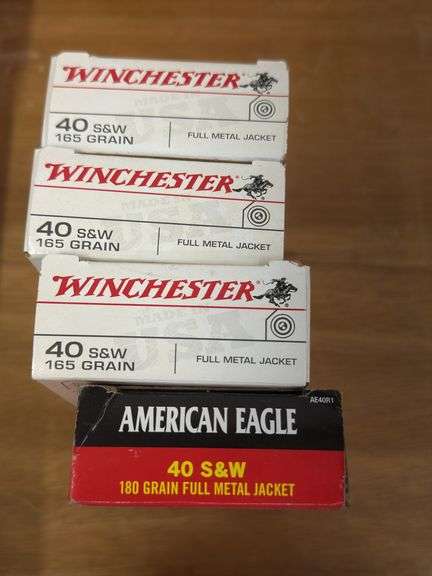 WINCHESTER
40 S&W
165 GRAIN
FULL METAL JACKET
WINCHESTER
40 S&W
165 GRAIN
FULL METAL JACKET
WINCHESTER
40 S&W
165 GRAIN
FULL METAL JACKET
AE40R1
AMERICAN EAGLE
40 S&W
180 GRAIN FULL METAL JACKET